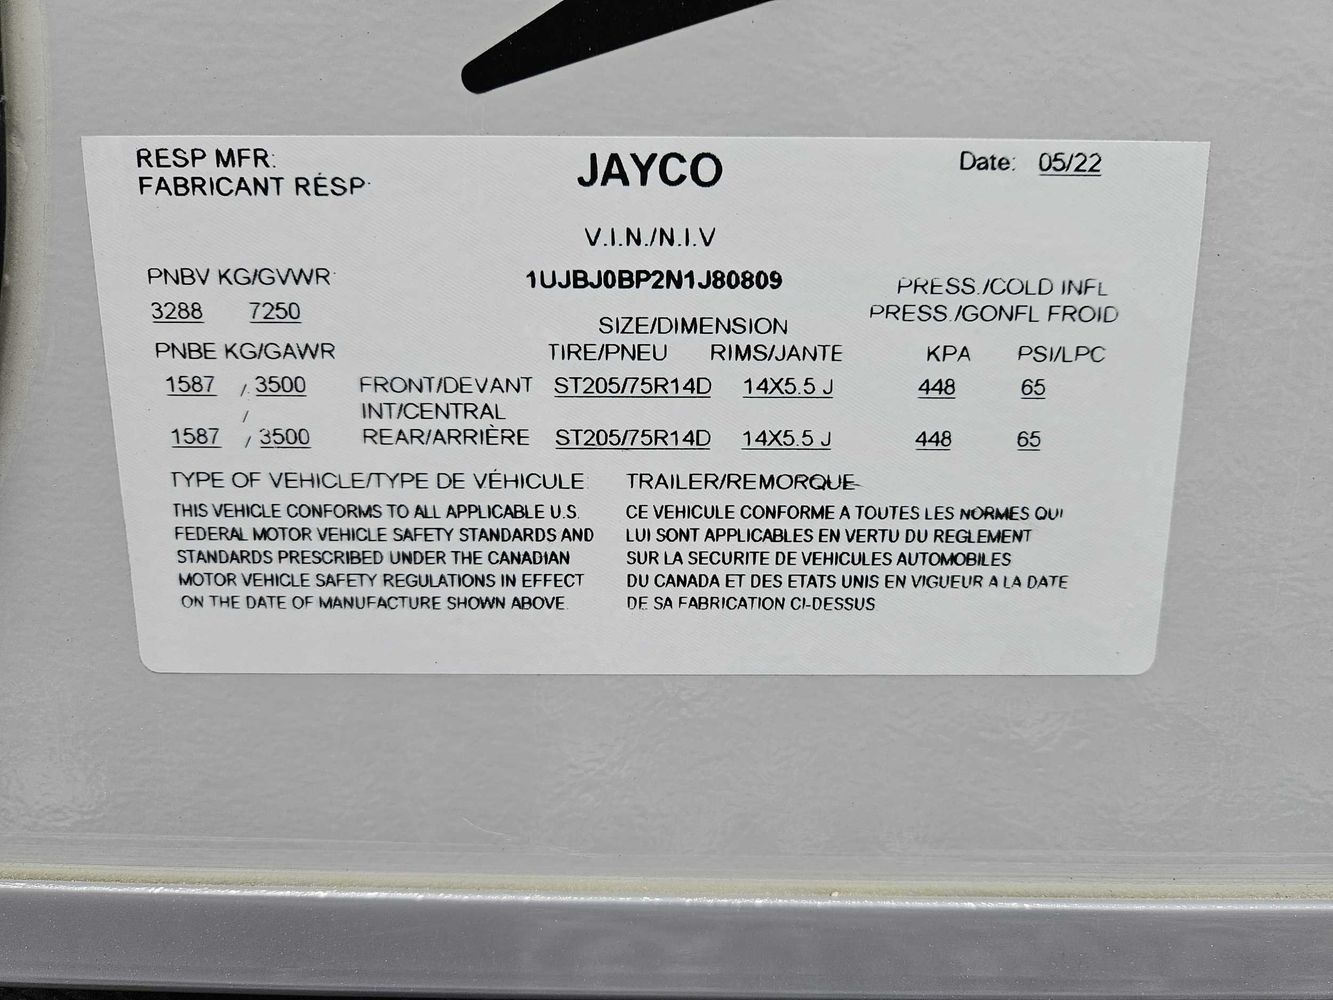 RESP MFR: JAYCO Date: 05/22
FABRICANT RÉSP:
V.I.N./N.I.V
PNBV KG/GVWR: 1UJBJ0BP2N1J80809 PRESS./COLD INFL
3288 7250 SIZE/DIMENSION PRESS./GONFL FROID
PNBE KG/GAWR TIRE/PNEU RIMS/JANTE KPA PSI/LPC
1587 / 3500 FRONT/DEVANT ST205/75R14D 14X5.5 J 448 65
/ INT/CENTRAL
1587 / 3500 REAR/ARRIÈRE ST205/75R14D 14X5.5 J 448 65
TYPE OF VEHICLE/TYPE DE VÉHICULE: TRAILER/REMORQUE
THIS VEHICLE CONFORMS TO ALL APPLICABLE U.S.
FEDERAL MOTOR VEHICLE SAFETY STANDARDS AND
STANDARDS PRESCRIBED UNDER THE CANADIAN
MOTOR VEHICLE SAFETY REGULATIONS IN EFFECT
ON THE DATE OF MANUFACTURE SHOWN ABOVE.
CE VEHICULE CONFORME A TOUTES LES NORMES QUI
LUI SONT APPLICABLES EN VERTU DU REGLEMENT
SUR LA SECURITE DE VEHICULES AUTOMOBILES
DU CANADA ET DES ETATS UNIS EN VIGUEUR A LA DATE
DE SA FABRICATION CI-DESSUS